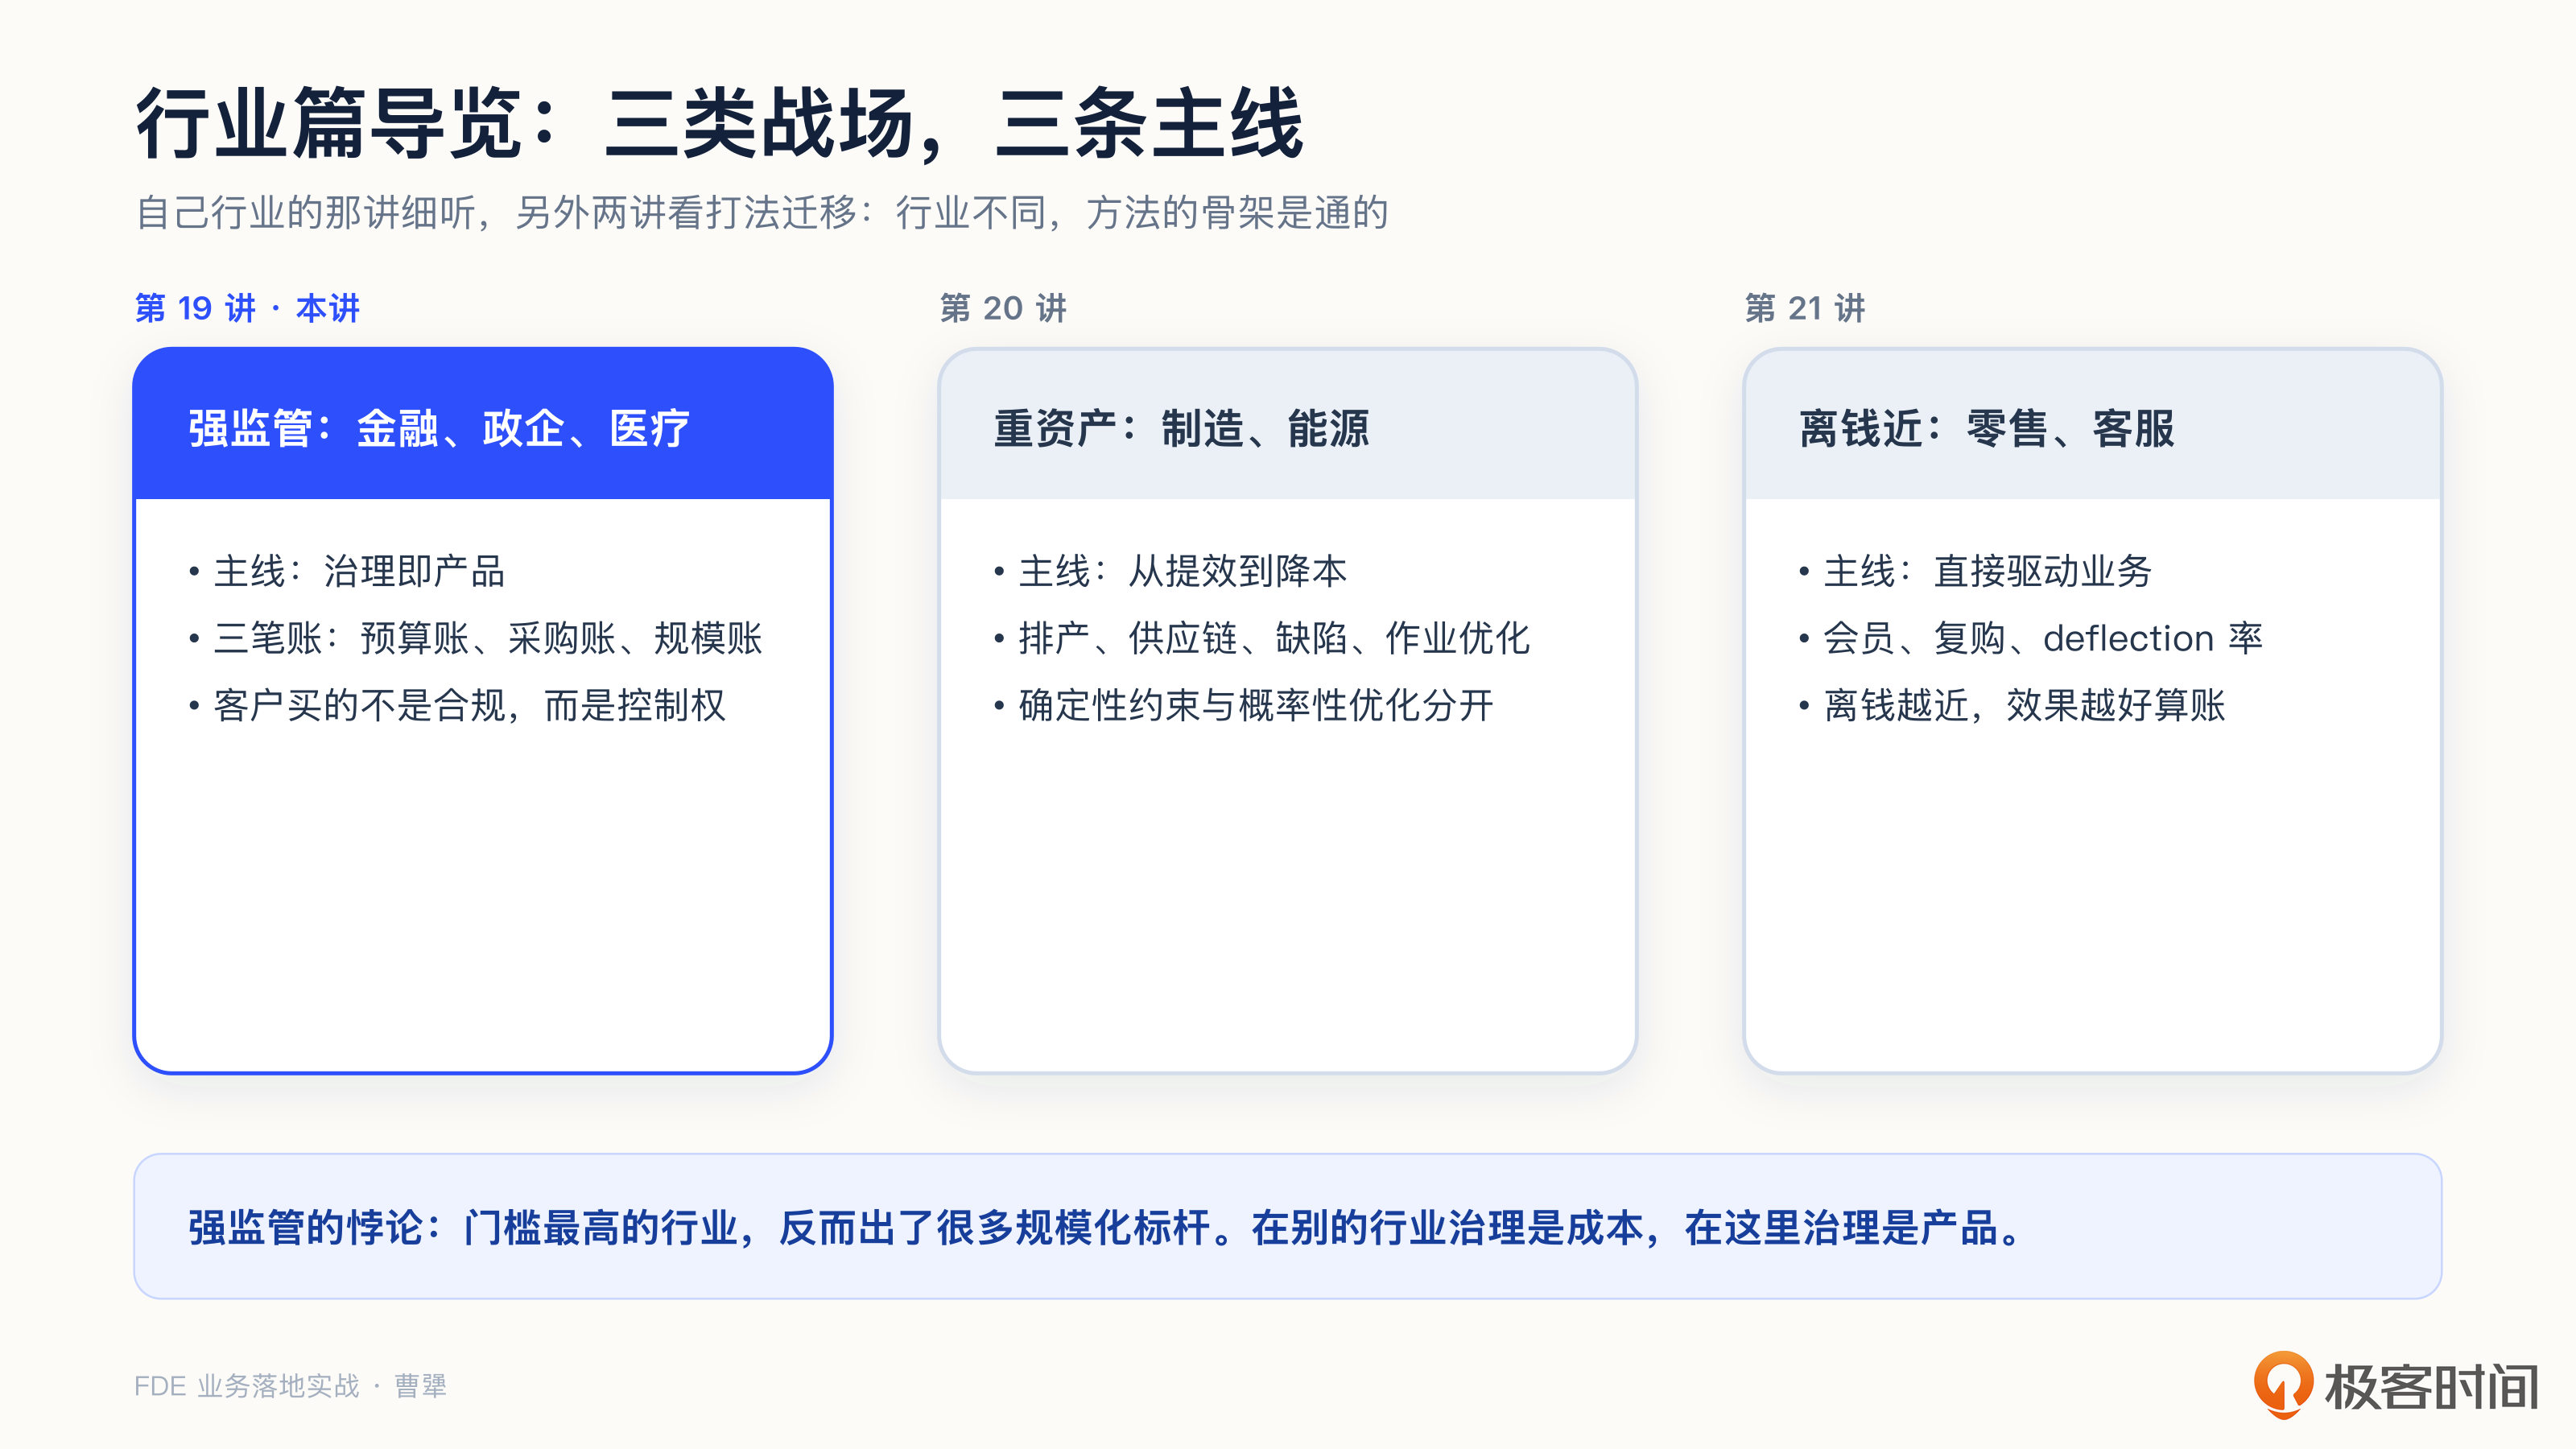 行业篇导览：三类战场，三条主线
自己行业的那讲细听，另外两讲看打法迁移：行业不同，方法的骨架是通的
第 19 讲 · 本讲
强监管：金融、政企、医疗
• 主线：治理即产品
• 三笔账：预算账、采购账、规模账
• 客户买的不是合规，而是控制权
第 20 讲
重资产：制造、能源
• 主线：从提效到降本
• 排产、供应链、缺陷、作业优化
• 确定性约束与概率性优化分开
第 21 讲
离钱近：零售、客服
• 主线：直接驱动业务
• 会员、复购、deflection 率
• 离钱越近，效果越好算账
强监管的悖论：门槛最高的行业，反而出了很多规模化标杆。在别的行业治理是成本，在这里治理是产品。
FDE 业务落地实战 · 曹犟
极客时间